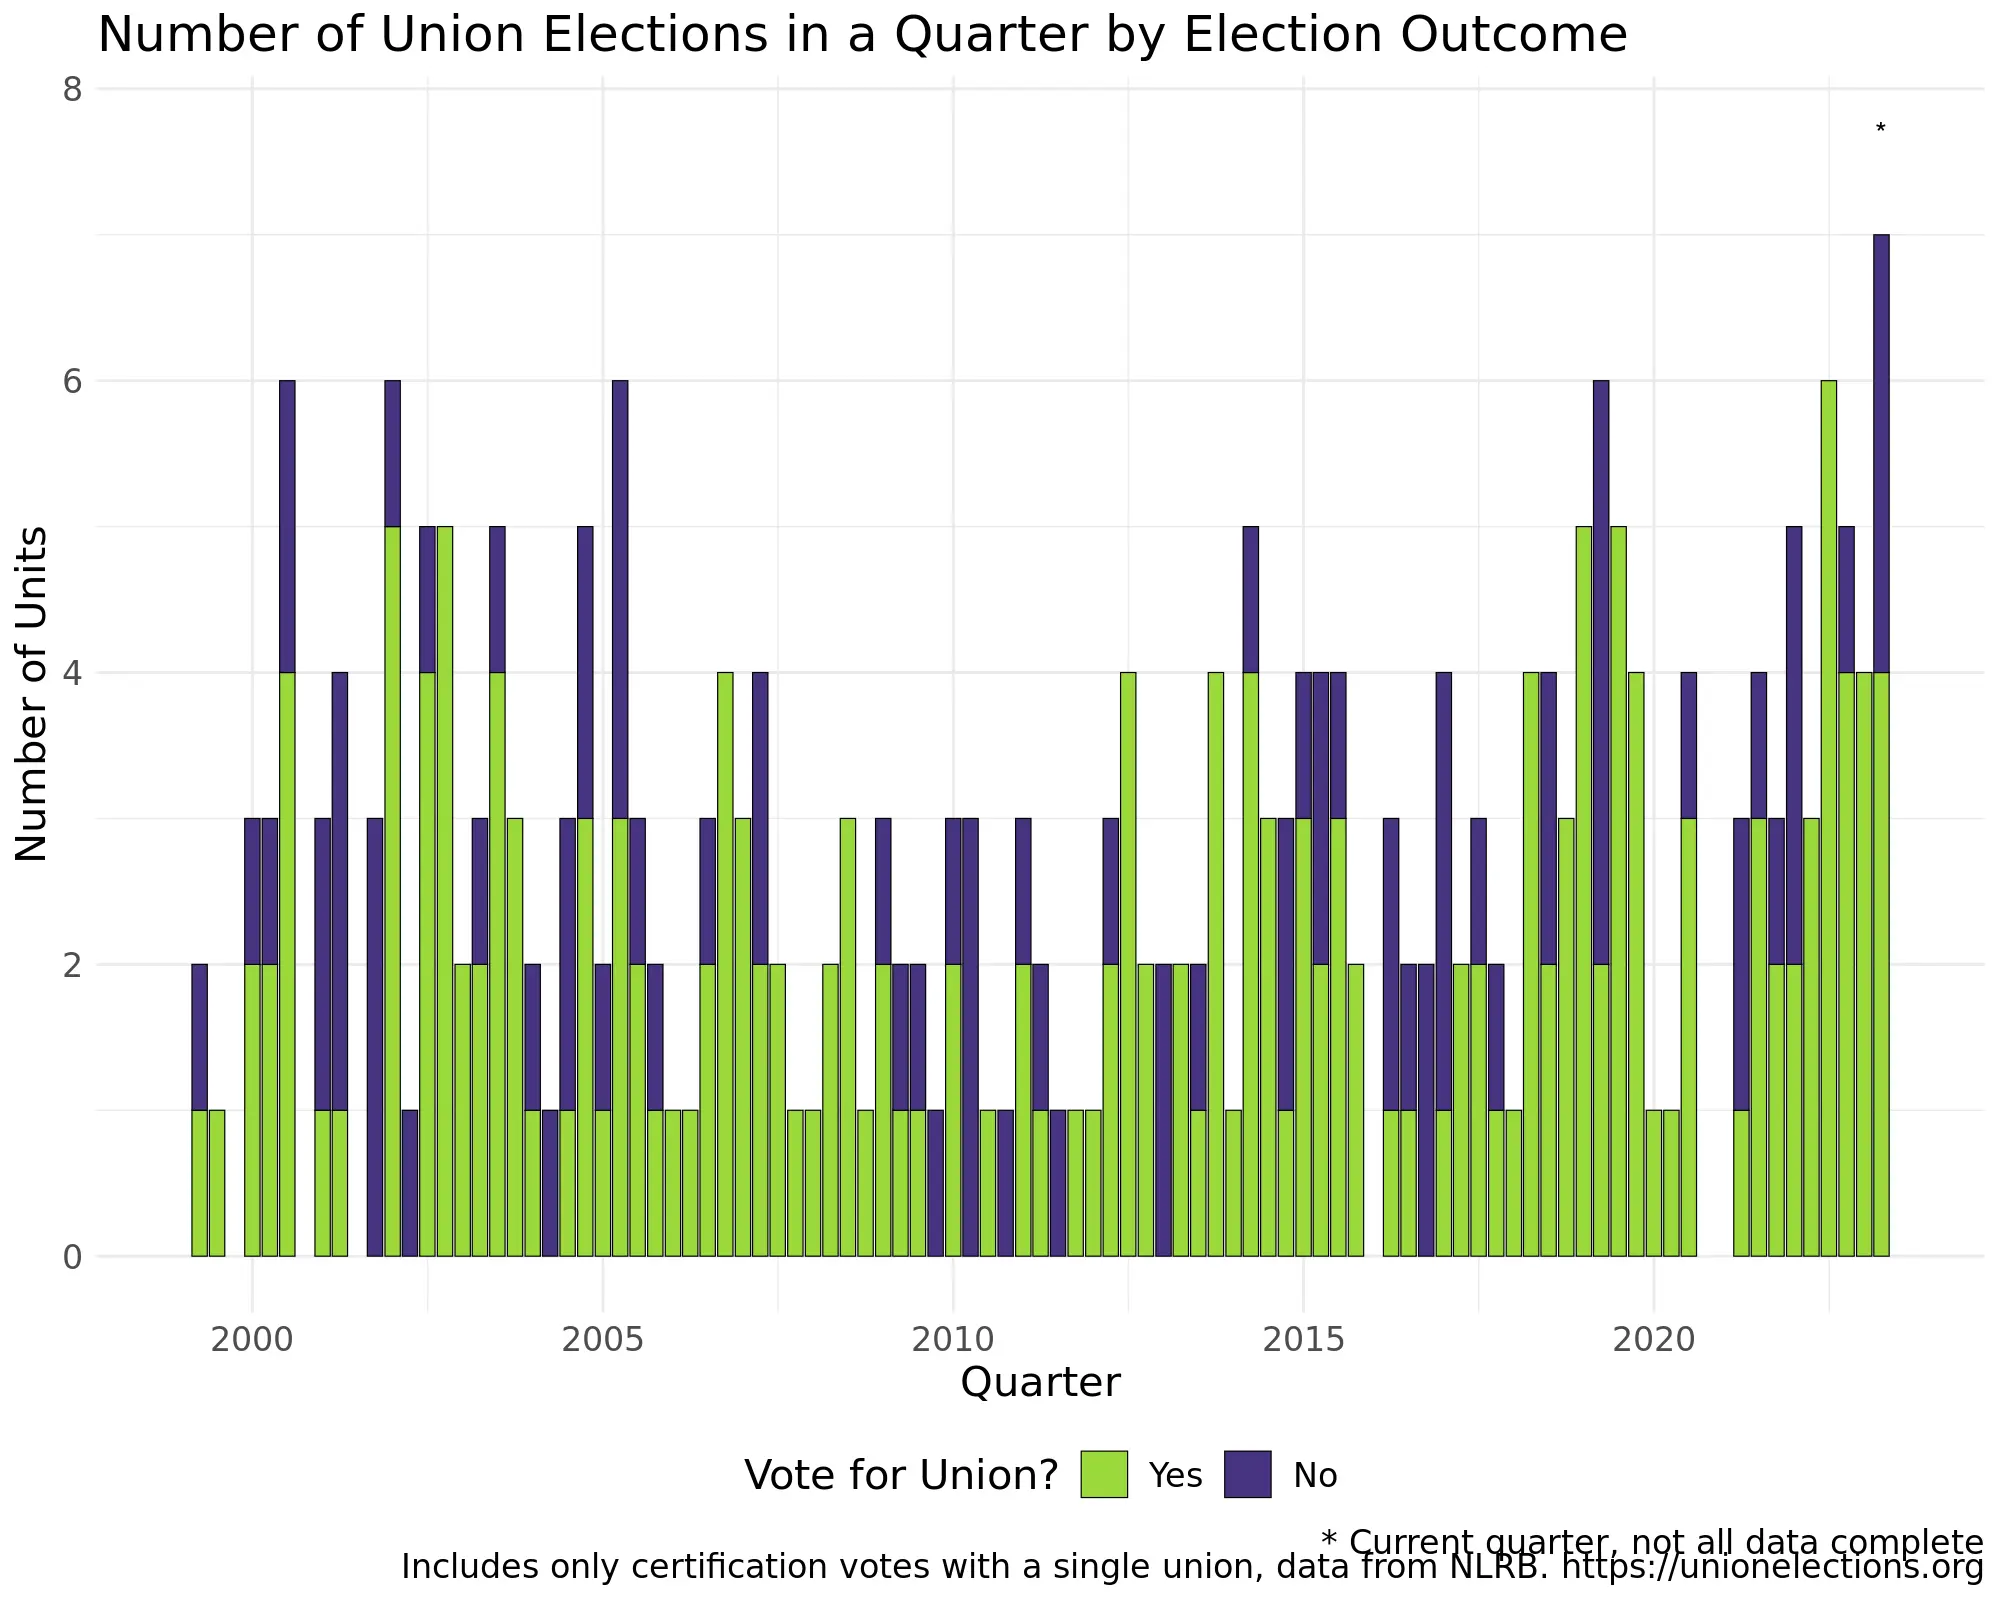 Number of Union Elections in a Quarter by Election Outcome
8
*
6
4
2
0
Number of Units
2000 2005 2010 2015 2020
Quarter
Vote for Union? Yes No
* Current quarter, not all data complete
Includes only certification votes with a single union, data from NLRB. https://unionelections.org